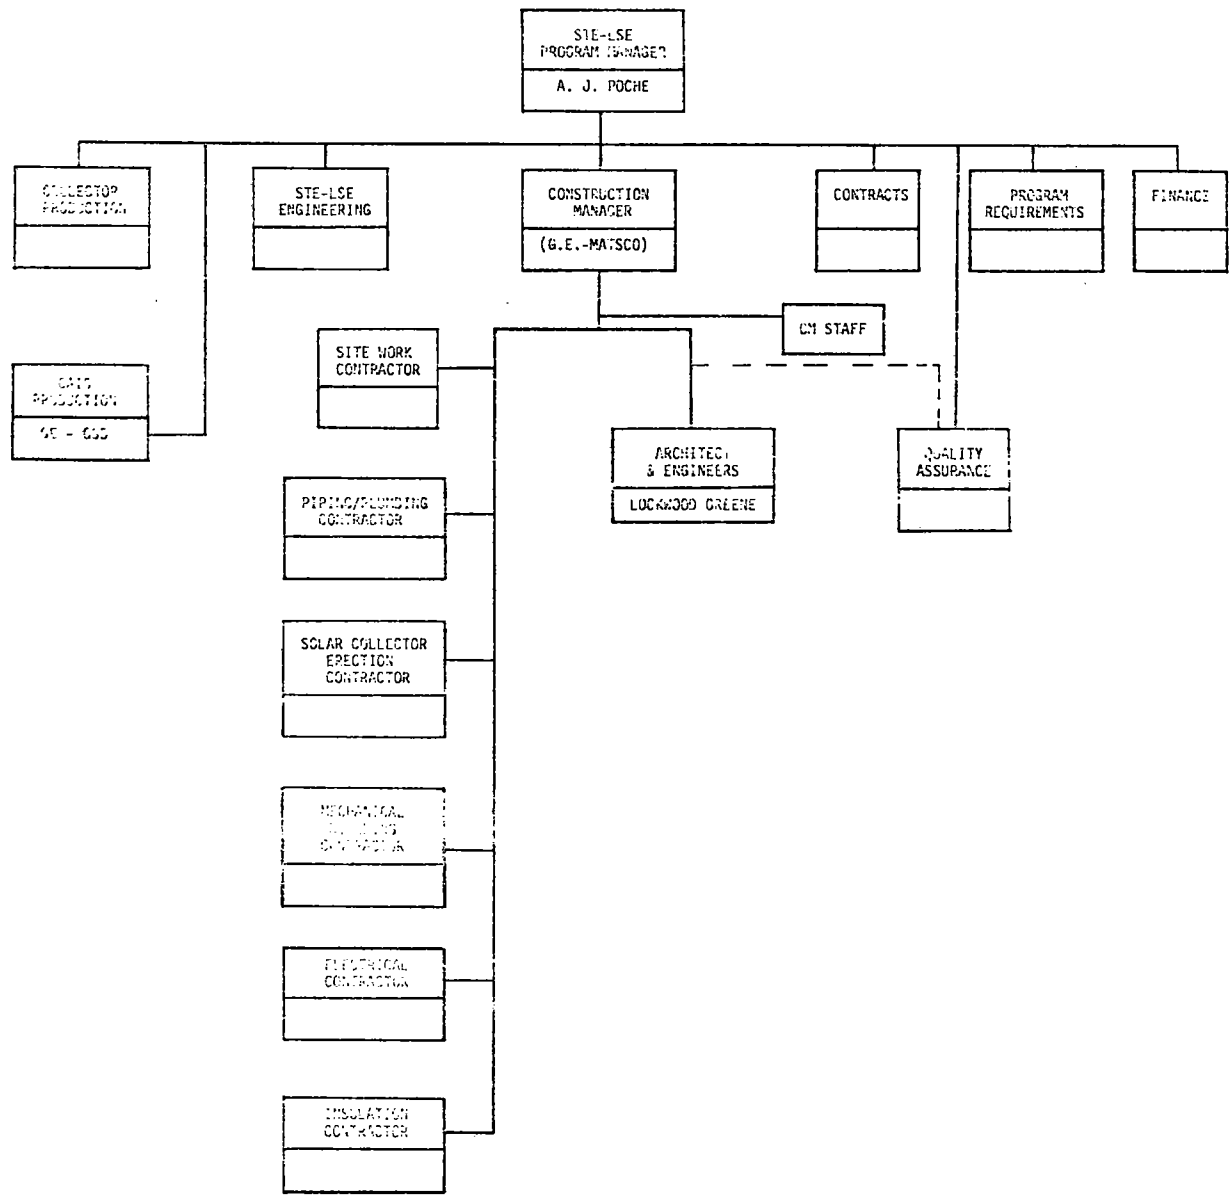 STE-LSE
PROGRAM MANAGER
A. J. POCHE
COLLECTOR
PRODUCTION
STE-LSE
ENGINEERING
CONSTRUCTION
MANAGER
(G.E.-MATSCO)
CONTRACTS
PROGRAM
REQUIREMENTS
FINANCE
CM STAFF
SITE WORK
CONTRACTOR
PRODUCTION
ARCHITECT
& ENGINEERS
LOCKWOOD GREENE
QUALITY
ASSURANCE
PIPING/PLUMBING
CONTRACTOR
SOLAR COLLECTOR
ERECTION
CONTRACTOR
MECHANICAL
CONTRACTOR
ELECTRICAL
CONTRACTOR
INSULATION
CONTRACTOR